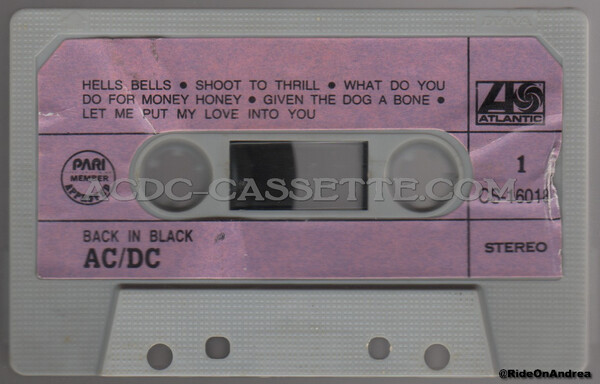 HELLS BELLS • SHOOT TO THRILL • WHAT DO YOU
DO FOR MONEY HONEY • GIVEN THE DOG A BONE •
LET ME PUT MY LOVE INTO YOU
ATLANTIC
PARI
MEMBER
1
ACDC-CASSETTE.COM
BACK IN BLACK
AC/DC
STEREO
@RideOnAndrea